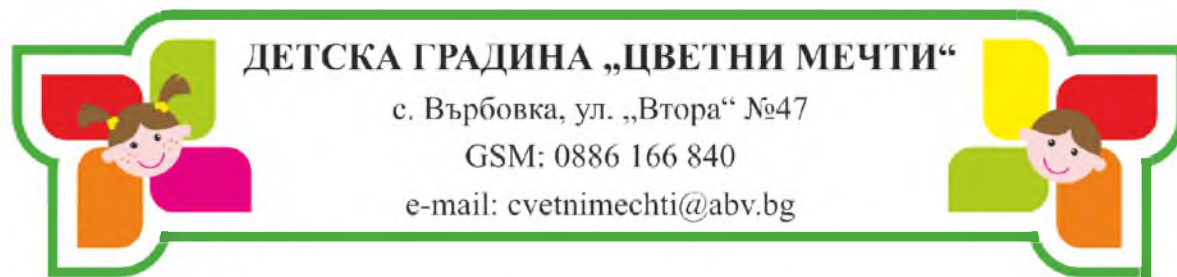 ДЕТСКА ГРАДИНА „ЦВЕТНИ МЕЧТИ“
с. Върбовка, ул. „Втора“ №47
GSM: 0886 166 840
e-mail: cvetnimechti@abv.bg